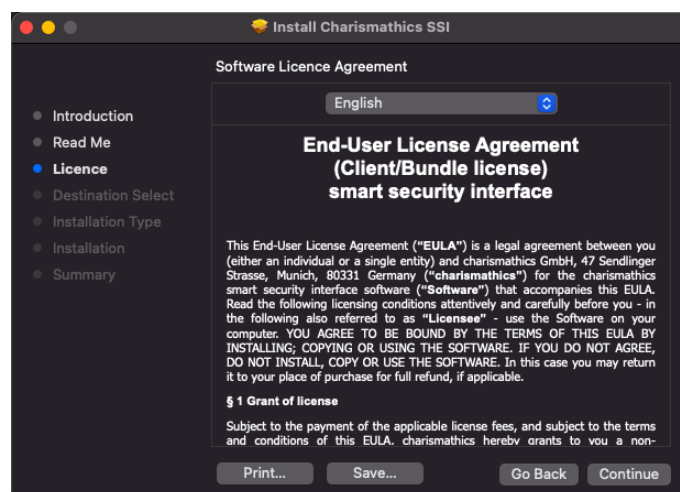 Install Charismathics SSI
Software Licence Agreement
Introduction
Read Me
Licence
Destination Select
Installation Type
Installation
Summary
English
End-User License Agreement
(Client/Bundle license)
smart security interface
This End-User License Agreement (“EULA”) is a legal agreement between you
(either an individual or a single entity) and charismathics GmbH, 47 Sendlinger
Strasse, Munich, 80331 Germany (“charismathics”) for the charismathics
smart security interface software (“Software”) that accompanies this EULA.
Read the following licensing conditions attentively and carefully before you - in
the following also referred to as “Licensee” - use the Software on your
computer. YOU AGREE TO BE BOUND BY THE TERMS OF THIS EULA BY
INSTALLING; COPYING OR USING THE SOFTWARE. IF YOU DO NOT AGREE,
DO NOT INSTALL, COPY OR USE THE SOFTWARE. In this case you may return
it to your place of purchase for full refund, if applicable.
§ 1 Grant of license
Subject to the payment of the applicable license fees, and subject to the terms
and conditions of this EULA, charismathics hereby grants to you a non-
Print...
Save...
Go Back
Continue